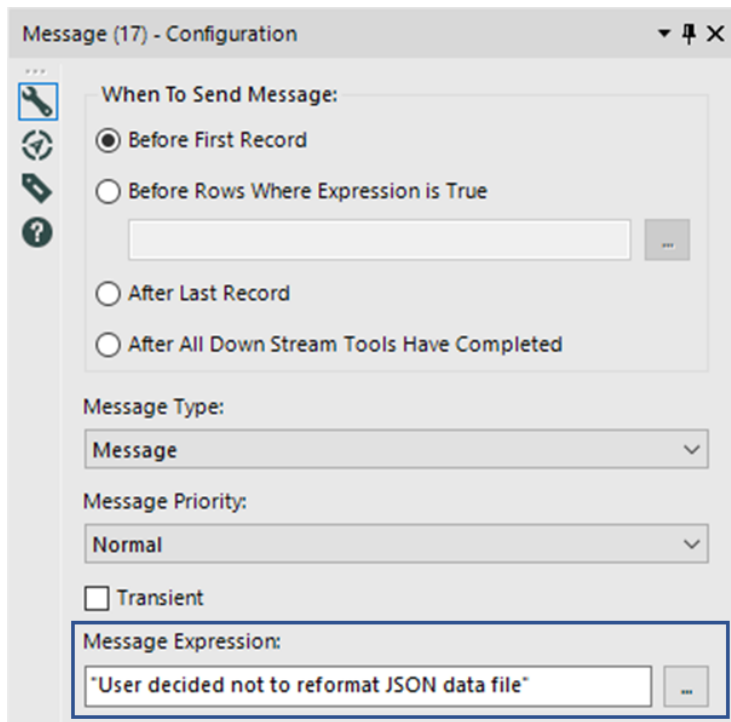 Message (17) - Configuration
When To Send Message:
Before First Record
Before Rows Where Expression is True
...
After Last Record
After All Down Stream Tools Have Completed
Message Type:
Message
Message Priority:
Normal
Transient
Message Expression:
"User decided not to reformat JSON data file" ...